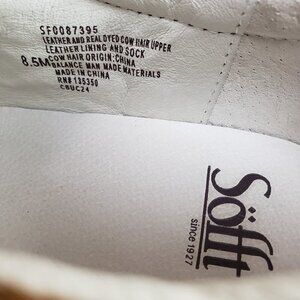 SF0087395
LEATHER AND REAL DYED COW HAIR UPPER
LEATHER LINING AND SOCK
8.5M COW HAIR ORIGIN: CHINA
BALANCE MAN MADE MATERIALS
MADE IN CHINA
RN# 135350
CBUC24
Söfft
since 1927